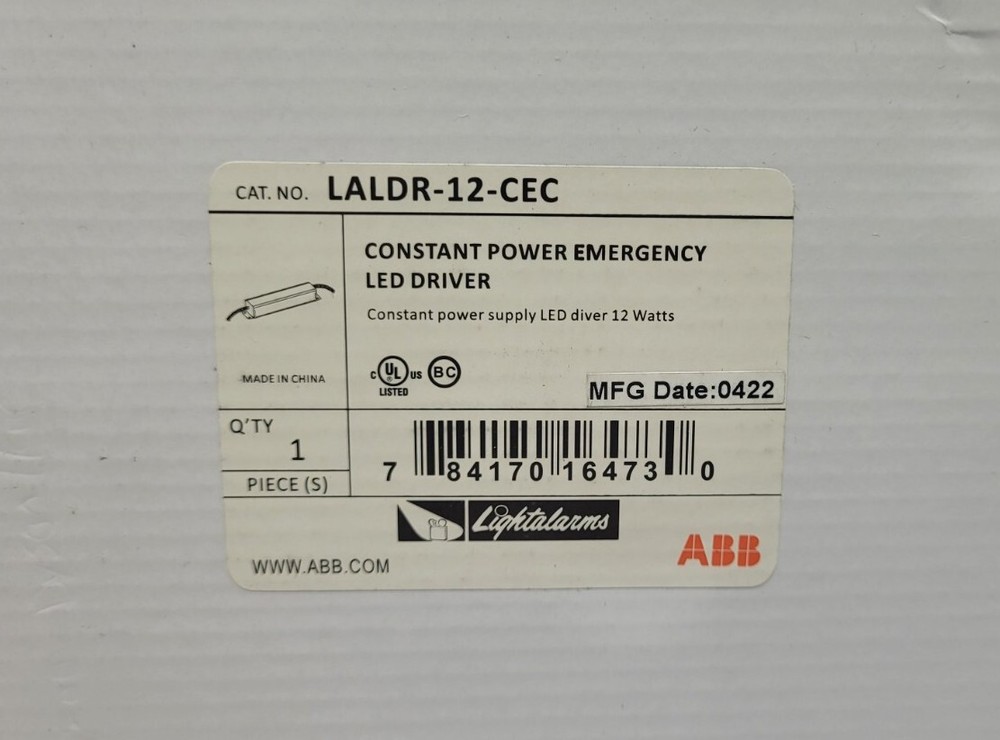 CAT. NO. LALDR-12-CEC
CONSTANT POWER EMERGENCY
LED DRIVER
Constant power supply LED diver 12 Watts
MADE IN CHINA
c UL us BC
LISTED
MFG Date:0422
Q'TY
1
PIECE (S)
7 84170 16473 0
Lightalarms
WWW.ABB.COM
ABB